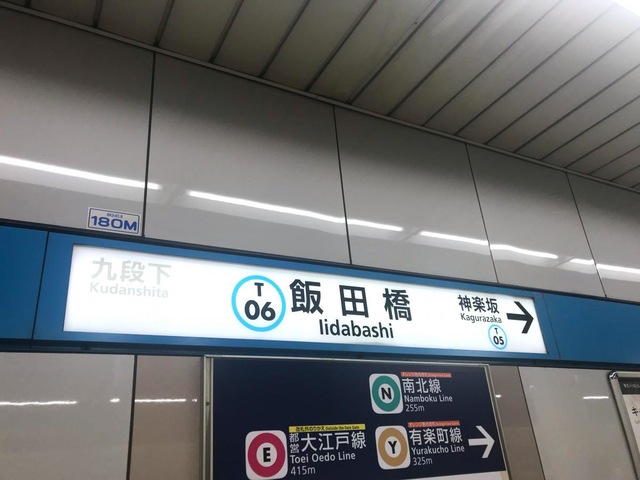 180M
九段下
Kudanshita
T
06
飯田橋
Iidabashi
神楽坂
Kagurazaka
T
05
N
南北線
Namboku Line
255m
E
都営
大江戸線
Toei Oedo Line
415m
Y
有楽町線
Yurakucho Line
325m